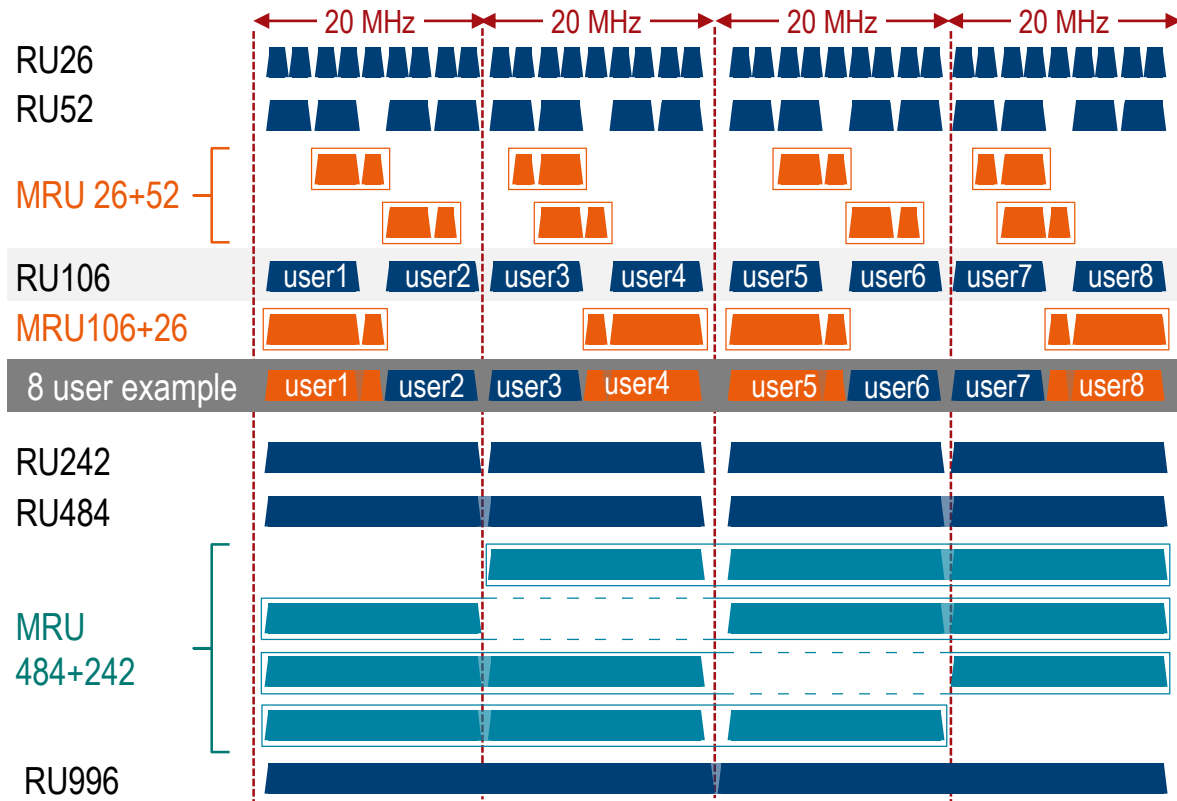 20 MHz 20 MHz 20 MHz 20 MHz
RU26
RU52
MRU 26+52
RU106 user1 user2 user3 user4 user5 user6 user7 user8
MRU106+26
8 user example user1 user2 user3 user4 user5 user6 user7 user8
RU242
RU484
MRU
484+242
RU996